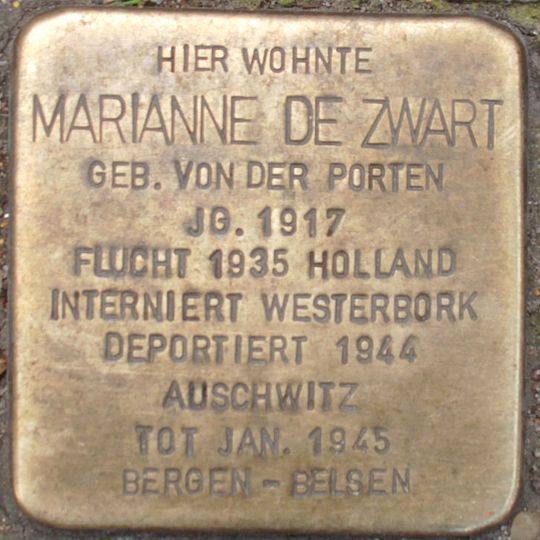 HIER WOHNTE
MARIANNE DE ZWART
GEB. VON DER PORTEN
JG. 1917
FLUCHT 1935 HOLLAND
INTERNIERT WESTERBORK
DEPORTIERT 1944
AUSCHWITZ
TOT JAN. 1945
BERGEN - BELSEN